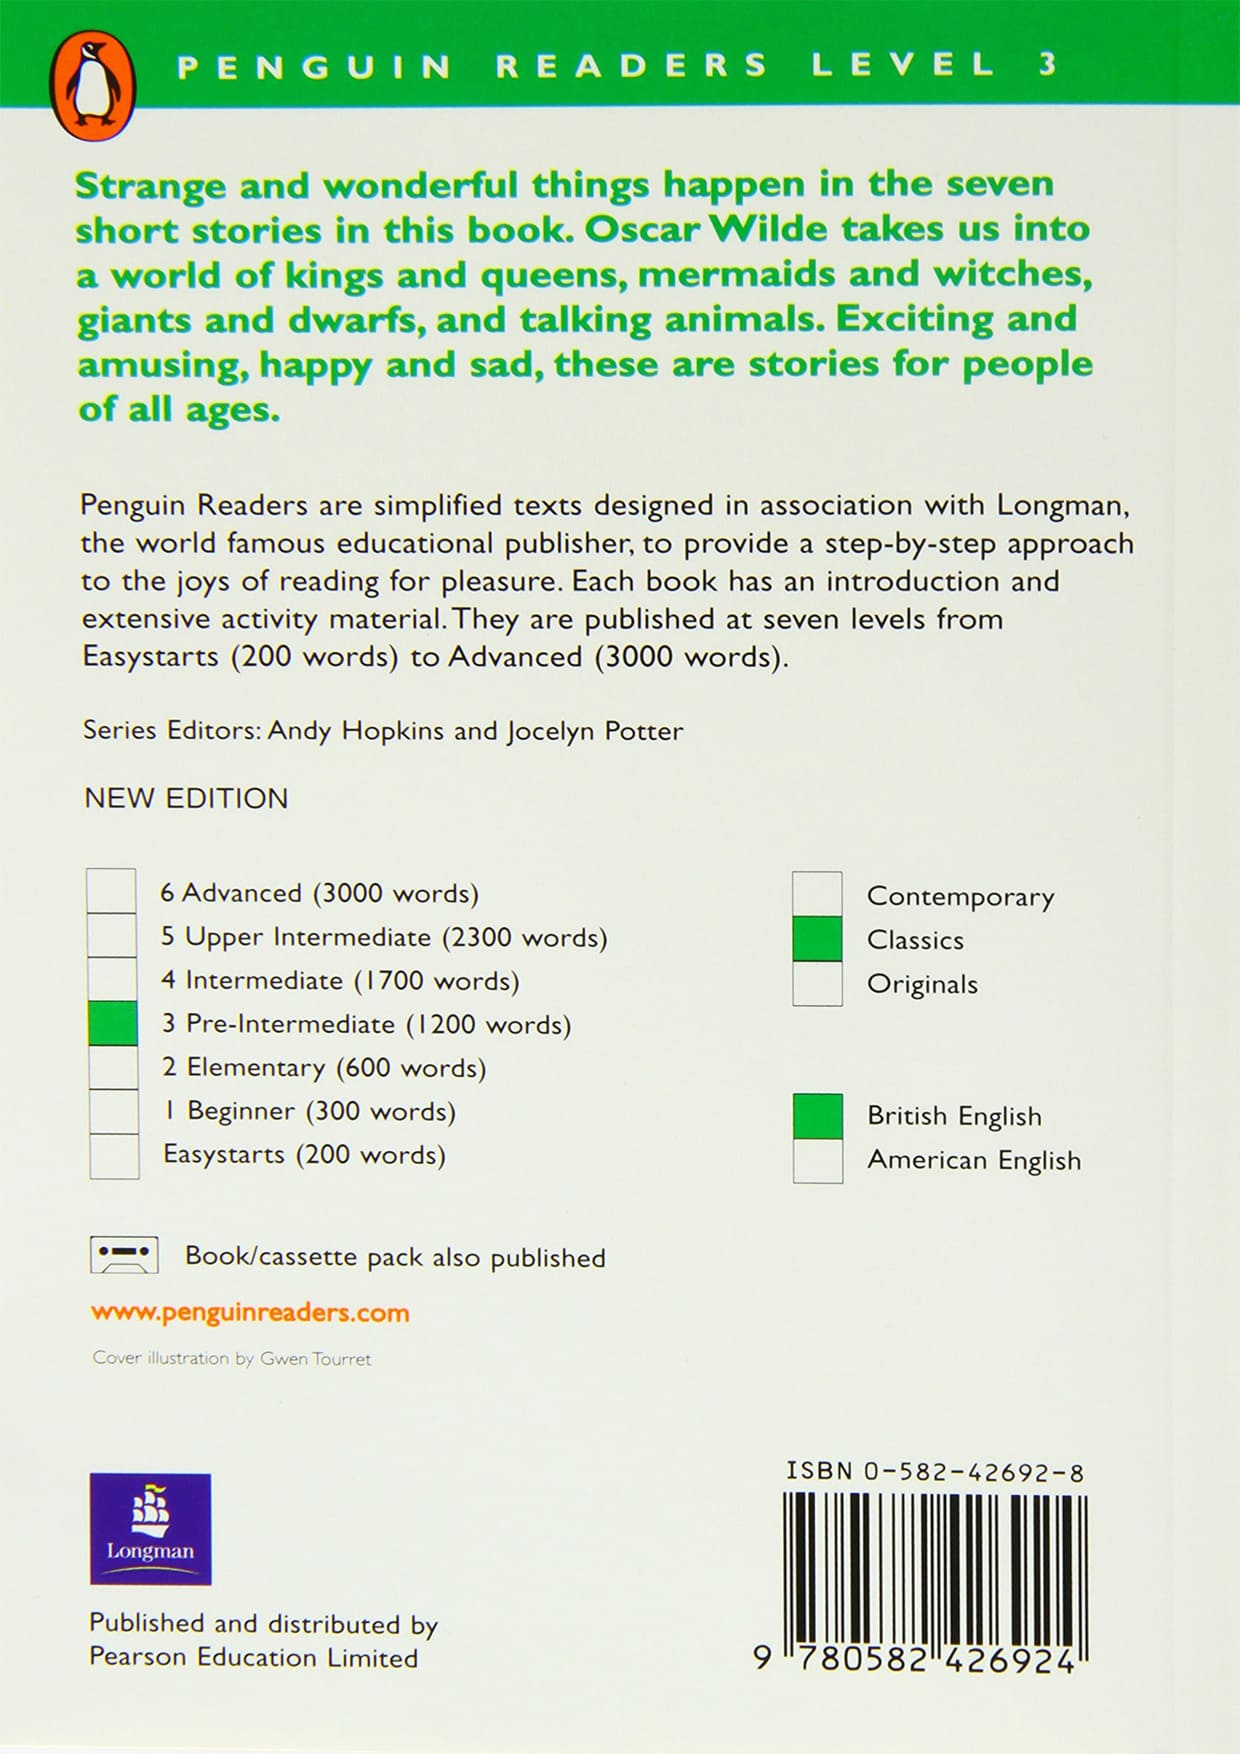 PENGUIN READERS LEVEL 3
Strange and wonderful things happen in the seven
short stories in this book. Oscar Wilde takes us into
a world of kings and queens, mermaids and witches,
giants and dwarfs, and talking animals. Exciting and
amusing, happy and sad, these are stories for people
of all ages.
Penguin Readers are simplified texts designed in association with Longman,
the world famous educational publisher, to provide a step-by-step approach
to the joys of reading for pleasure. Each book has an introduction and
extensive activity material. They are published at seven levels from
Easystarts (200 words) to Advanced (3000 words).
Series Editors: Andy Hopkins and Jocelyn Potter
NEW EDITION
6 Advanced (3000 words)
5 Upper Intermediate (2300 words)
4 Intermediate (1700 words)
3 Pre-Intermediate (1200 words)
2 Elementary (600 words)
1 Beginner (300 words)
Easystarts (200 words)
Contemporary
Classics
Originals
British English
American English
Book/cassette pack also published
www.penguinreaders.com
Cover illustration by Gwen Tourret
Longman
Published and distributed by
Pearson Education Limited
ISBN 0-582-42692-8
9 780582 426924